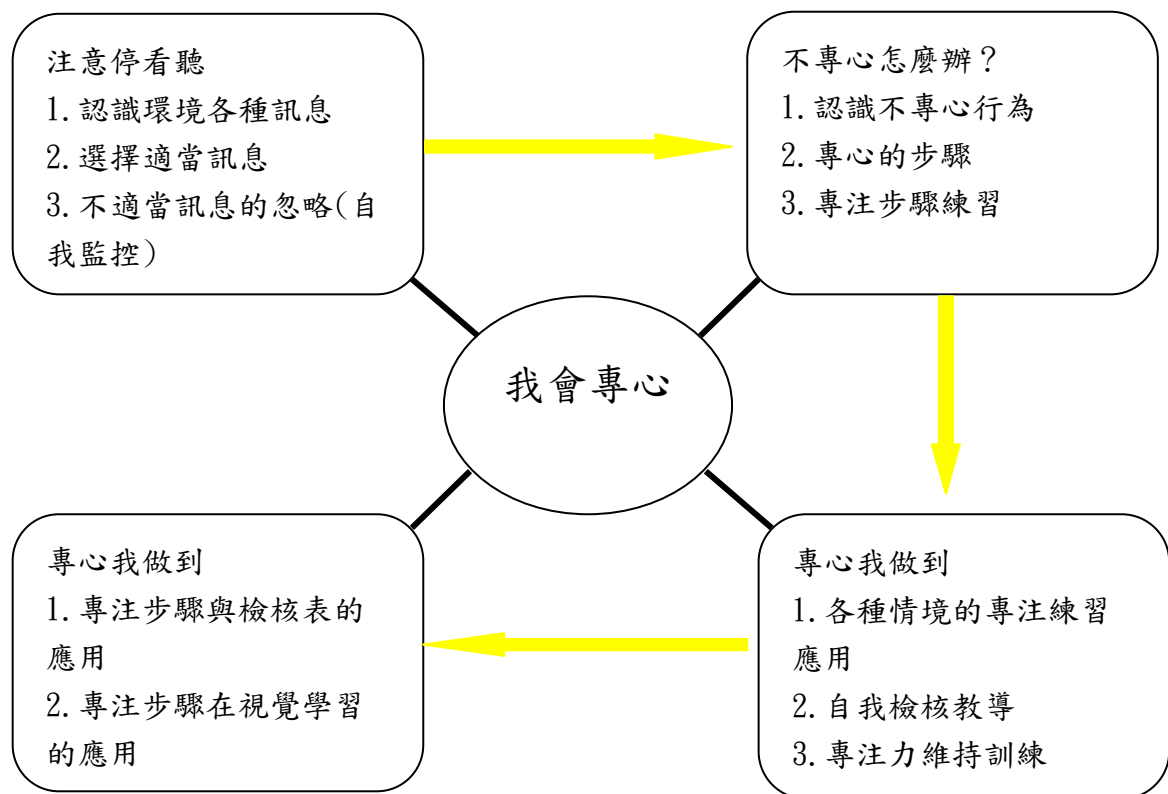 注意停看聽
1.認識環境各種訊息
2.選擇適當訊息
3.不適當訊息的忽略(自
我監控)
不專心怎麼辦?
1.認識不專心行為
2.專心的步驟
3.專注步驟練習
我會專心
專心我做到
1.各種情境的專注練習
應用
2.自我檢核教導
3.專注力維持訓練
專心我做到
1.專注步驟與檢核表的
應用
2.專注步驟在視覺學習
的應用